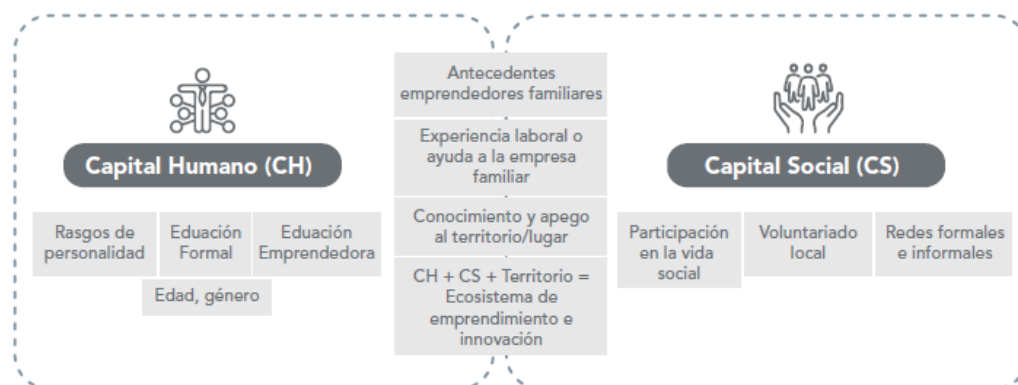 Capital Humano (CH)
Rasgos de
personalidad
Eduación
Formal
Eduación
Emprendedora
Edad, género
Antecedentes
emprendedores familiares
Experiencia laboral o
ayuda a la empresa
familiar
Conocimiento y apego
al territorio/lugar
CH + CS + Territorio =
Ecosistema de
emprendimiento e
innovación
Capital Social (CS)
Participación
en la vida
social
Voluntariado
local
Redes formales
e informales